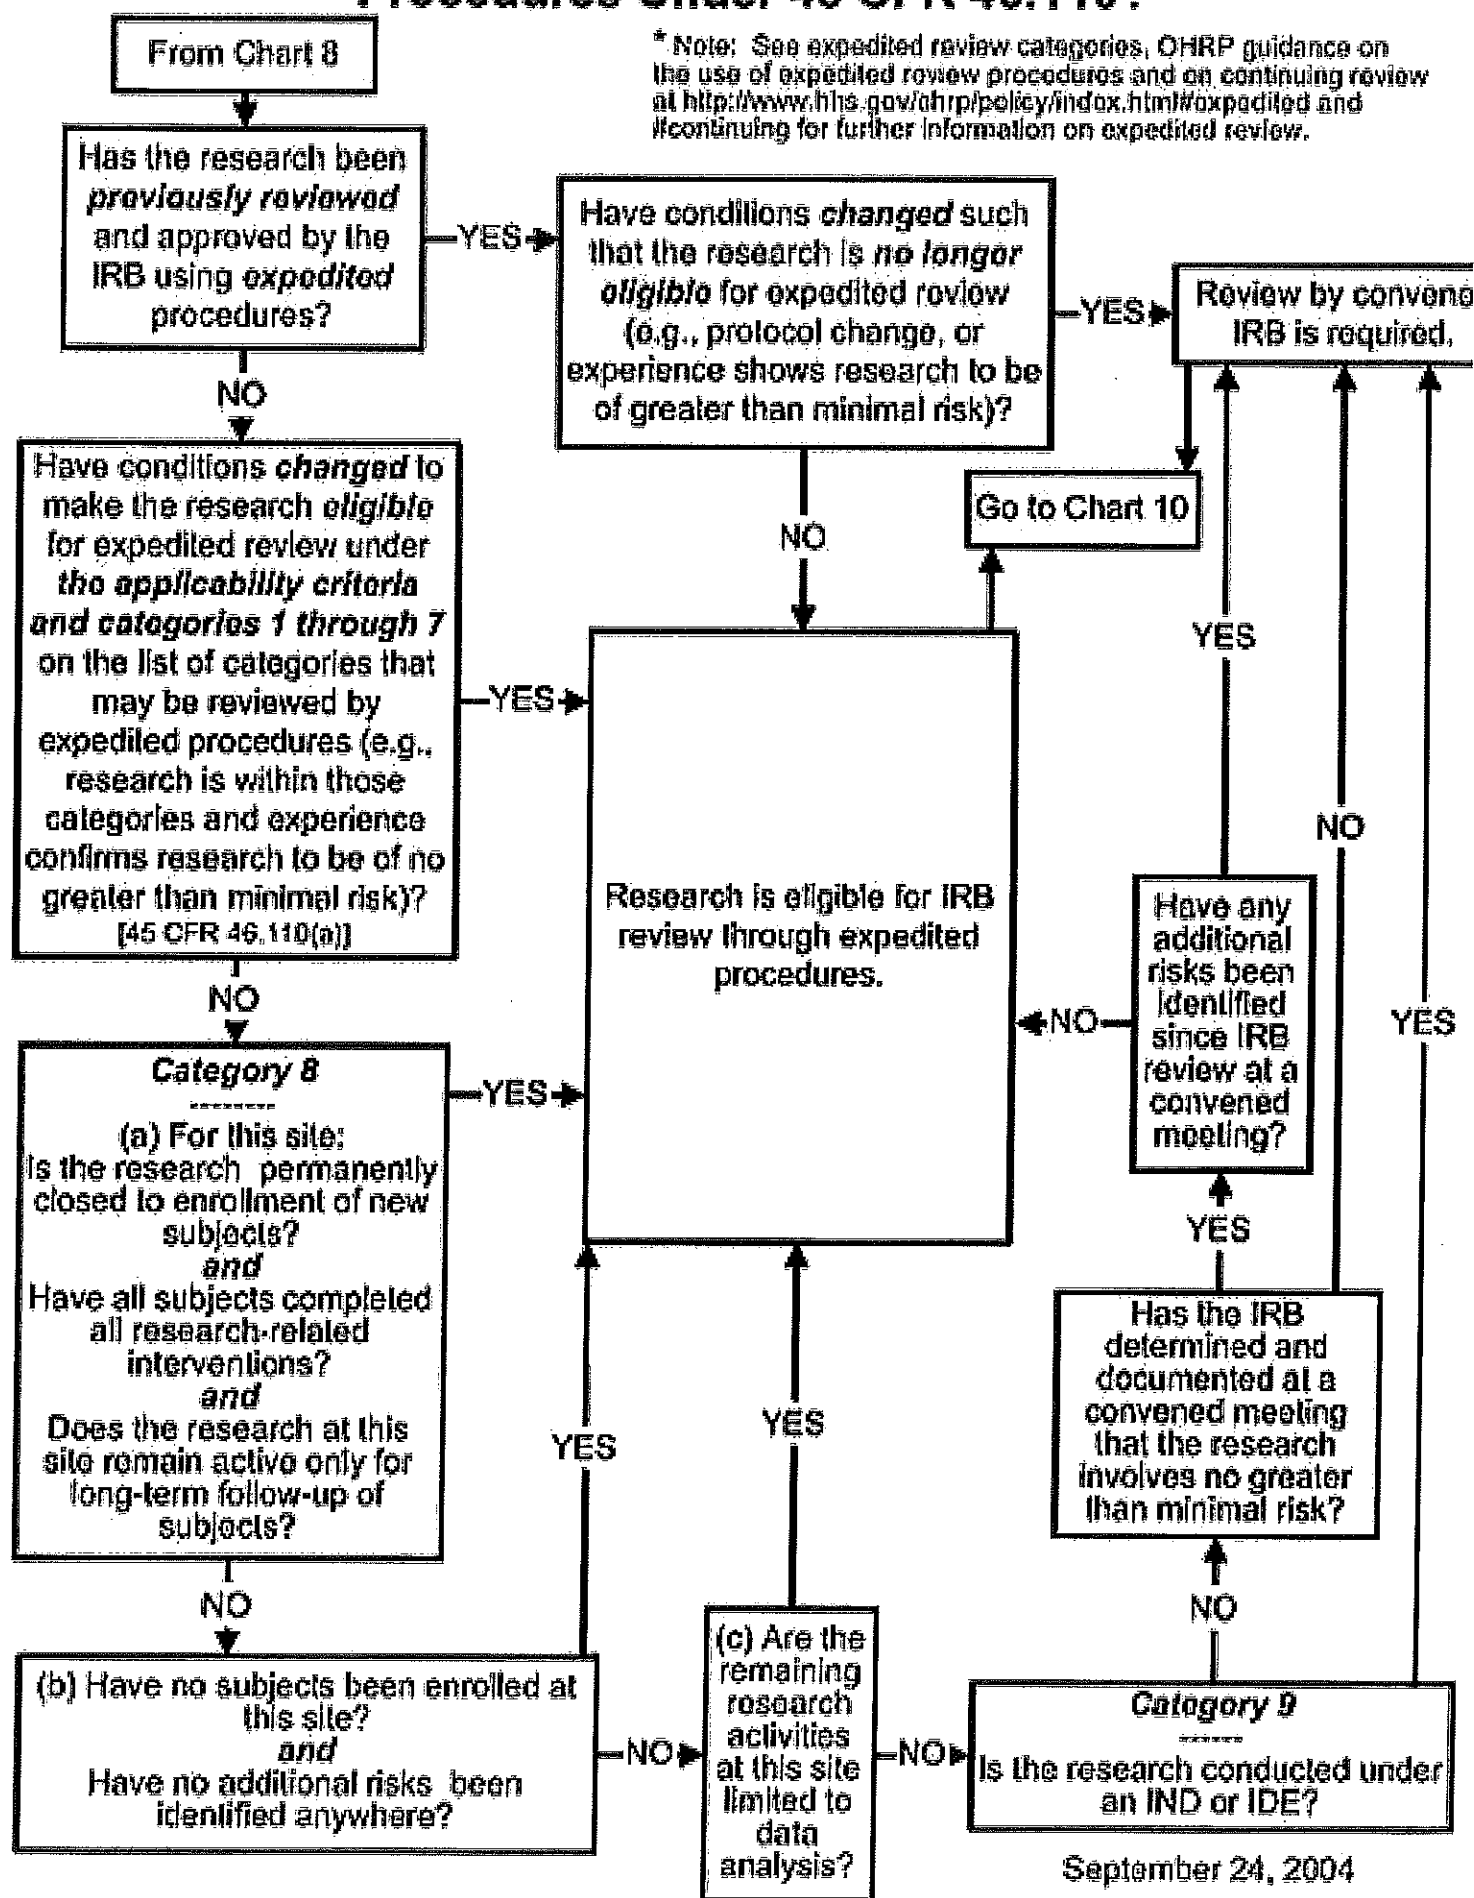 From Chart 8
* Note: See expedited review categories, OHRP guidance on
the use of expedited review procedures and on continuing review
at http://www.hhs.gov/ohrp/policy/index.html#expedited and
#continuing for further information on expedited review.
Has the research been
previously reviewed
and approved by the
IRB using expedited
procedures?
YES
Have conditions changed such
that the research is no longer
eligible for expedited review
(e.g., protocol change, or
experience shows research to be
of greater than minimal risk)?
YES
Review by convene
IRB is required.
NO
NO
Go to Chart 10
Have conditions changed to
make the research eligible
for expedited review under
the applicability criteria
and categories 1 through 7
on the list of categories that
may be reviewed by
expedited procedures (e.g.,
research is within those
categories and experience
confirms research to be of no
greater than minimal risk)?
[45 CFR 46.110(a)]
YES
Research is eligible for IRB
review through expedited
procedures.
YES
NO
YES
Have any
additional
risks been
identified
since IRB
review at a
convened
meeting?
NO
NO
Category 8
--------
(a) For this site:
Is the research permanently
closed to enrollment of new
subjects?
and
Have all subjects completed
all research-related
interventions?
and
Does the research at this
site remain active only for
long-term follow-up of
subjects?
YES
YES
YES
YES
Has the IRB
determined and
documented at a
convened meeting
that the research
involves no greater
than minimal risk?
NO
NO
(b) Have no subjects been enrolled at
this site?
and
Have no additional risks been
identified anywhere?
NO
(c) Are the
remaining
research
activities
at this site
limited to
data
analysis?
NO
Category 9
------
Is the research conducted under
an IND or IDE?
September 24, 2004